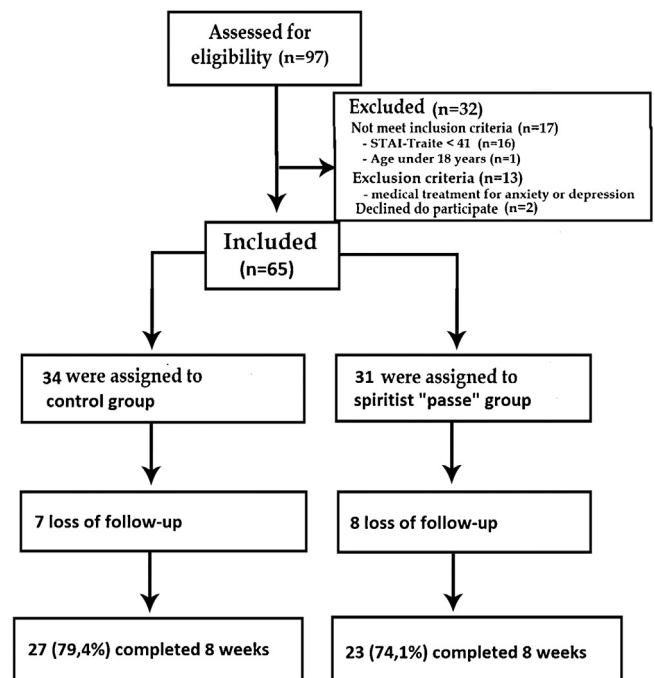 Assessed for
eligibility (n=97)
Excluded (n=32)
Not meet inclusion criteria (n=17)
- STAI-Traite < 41 (n=16)
- Age under 18 years (n=1)
Exclusion criteria (n=13)
- medical treatment for anxiety or depression
Declined do participate (n=2)
Included
(n=65)
34 were assigned to
control group
31 were assigned to
spiritist "passe" group
7 loss of follow-up
8 loss of follow-up
27 (79,4%) completed 8 weeks
23 (74,1%) completed 8 weeks